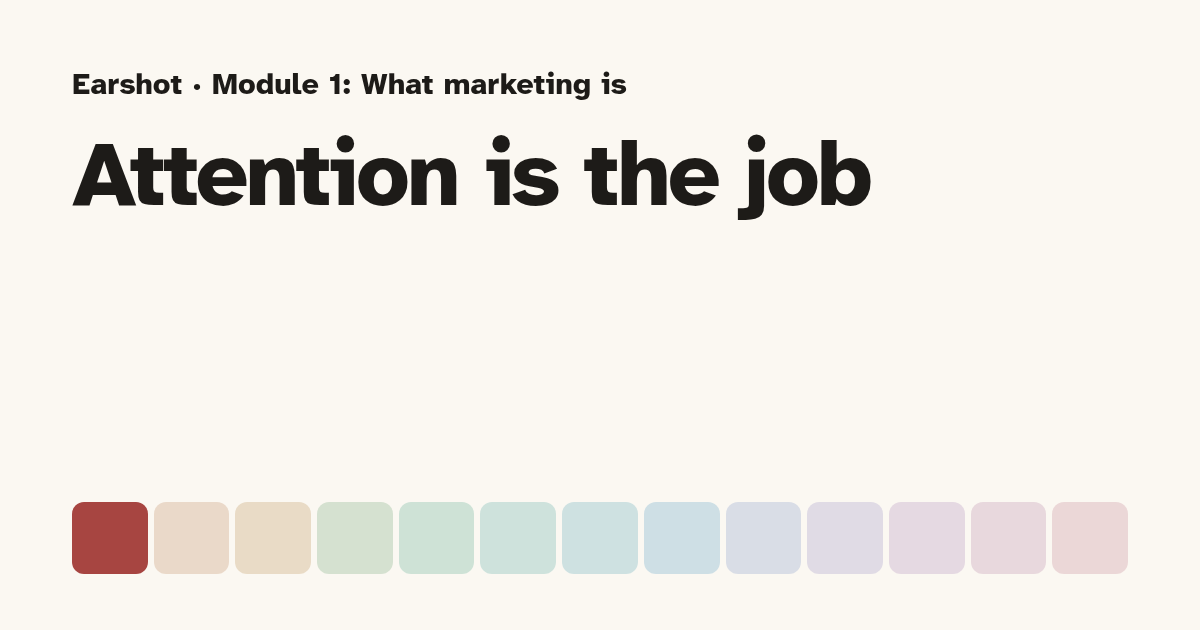 Earshot · Module 1: What marketing is
Attention is the job